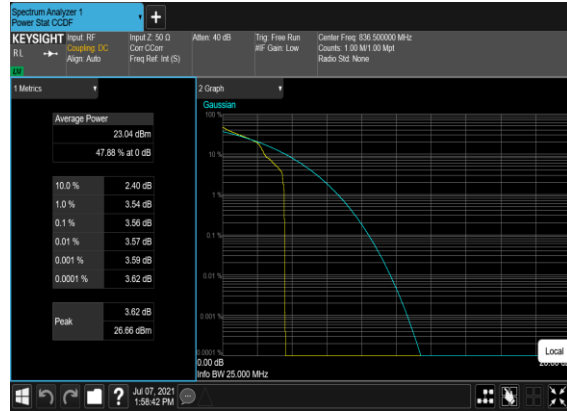 Spectrum Analyzer 1
Power Stat CCDF
KEYSIGHT
RL
Input: RF
Coupling: DC
Align: Auto
Input Z: 50 Ω
Corr CCorr
Freq Ref: Int (S)
Atten: 40 dB
Trig: Free Run
#IF Gain: Low
Center Freq: 836.500000 MHz
Counts: 1.00 M/1.00 Mpt
Radio Std: None
1 Metrics
Average Power
23.04 dBm
47.88 % at 0 dB
10.0 % 2.40 dB
1.0 % 3.54 dB
0.1 % 3.56 dB
0.01 % 3.57 dB
0.001 % 3.59 dB
0.0001 % 3.62 dB
Peak
3.62 dB
26.66 dBm
2 Graph
Gaussian
100 %
10 %
1 %
0.1 %
0.01 %
0.001 %
0.0001 %
0.00 dB
Info BW 25.000 MHz
Local
?
Jul 07, 2021
1:58:42 PM